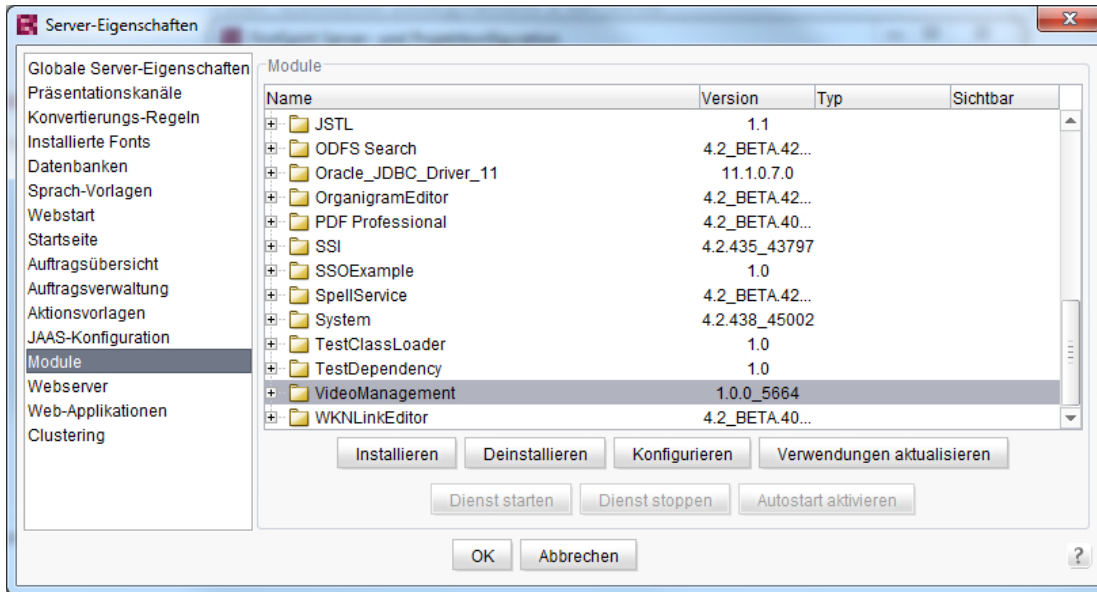 Server-Eigenschaften
Globale Server-Eigenschaften
Präsentationskanäle
Konvertierungs-Regeln
Installierte Fonts
Datenbanken
Sprach-Vorlagen
Webstart
Startseite
Auftragsübersicht
Auftragsverwaltung
Aktionsvorlagen
JAAS-Konfiguration
Module
Webserver
Web-Applikationen
Clustering
Module
Name Version Typ Sichtbar
JSTL 1.1
ODFS Search 4.2_BETA.42...
Oracle_JDBC_Driver_11 11.1.0.7.0
OrganigramEditor 4.2_BETA.42...
PDF Professional 4.2_BETA.40...
SSI 4.2.435_43797
SSOExample 1.0
SpellService 4.2_BETA.42...
System 4.2.438_45002
TestClassLoader 1.0
TestDependency 1.0
VideoManagement 1.0.0_5664
WKNLinkEditor 4.2_BETA.40...
Installieren Deinstallieren Konfigurieren Verwendungen aktualisieren
Dienst starten Dienst stoppen Autostart aktivieren
OK Abbrechen ?